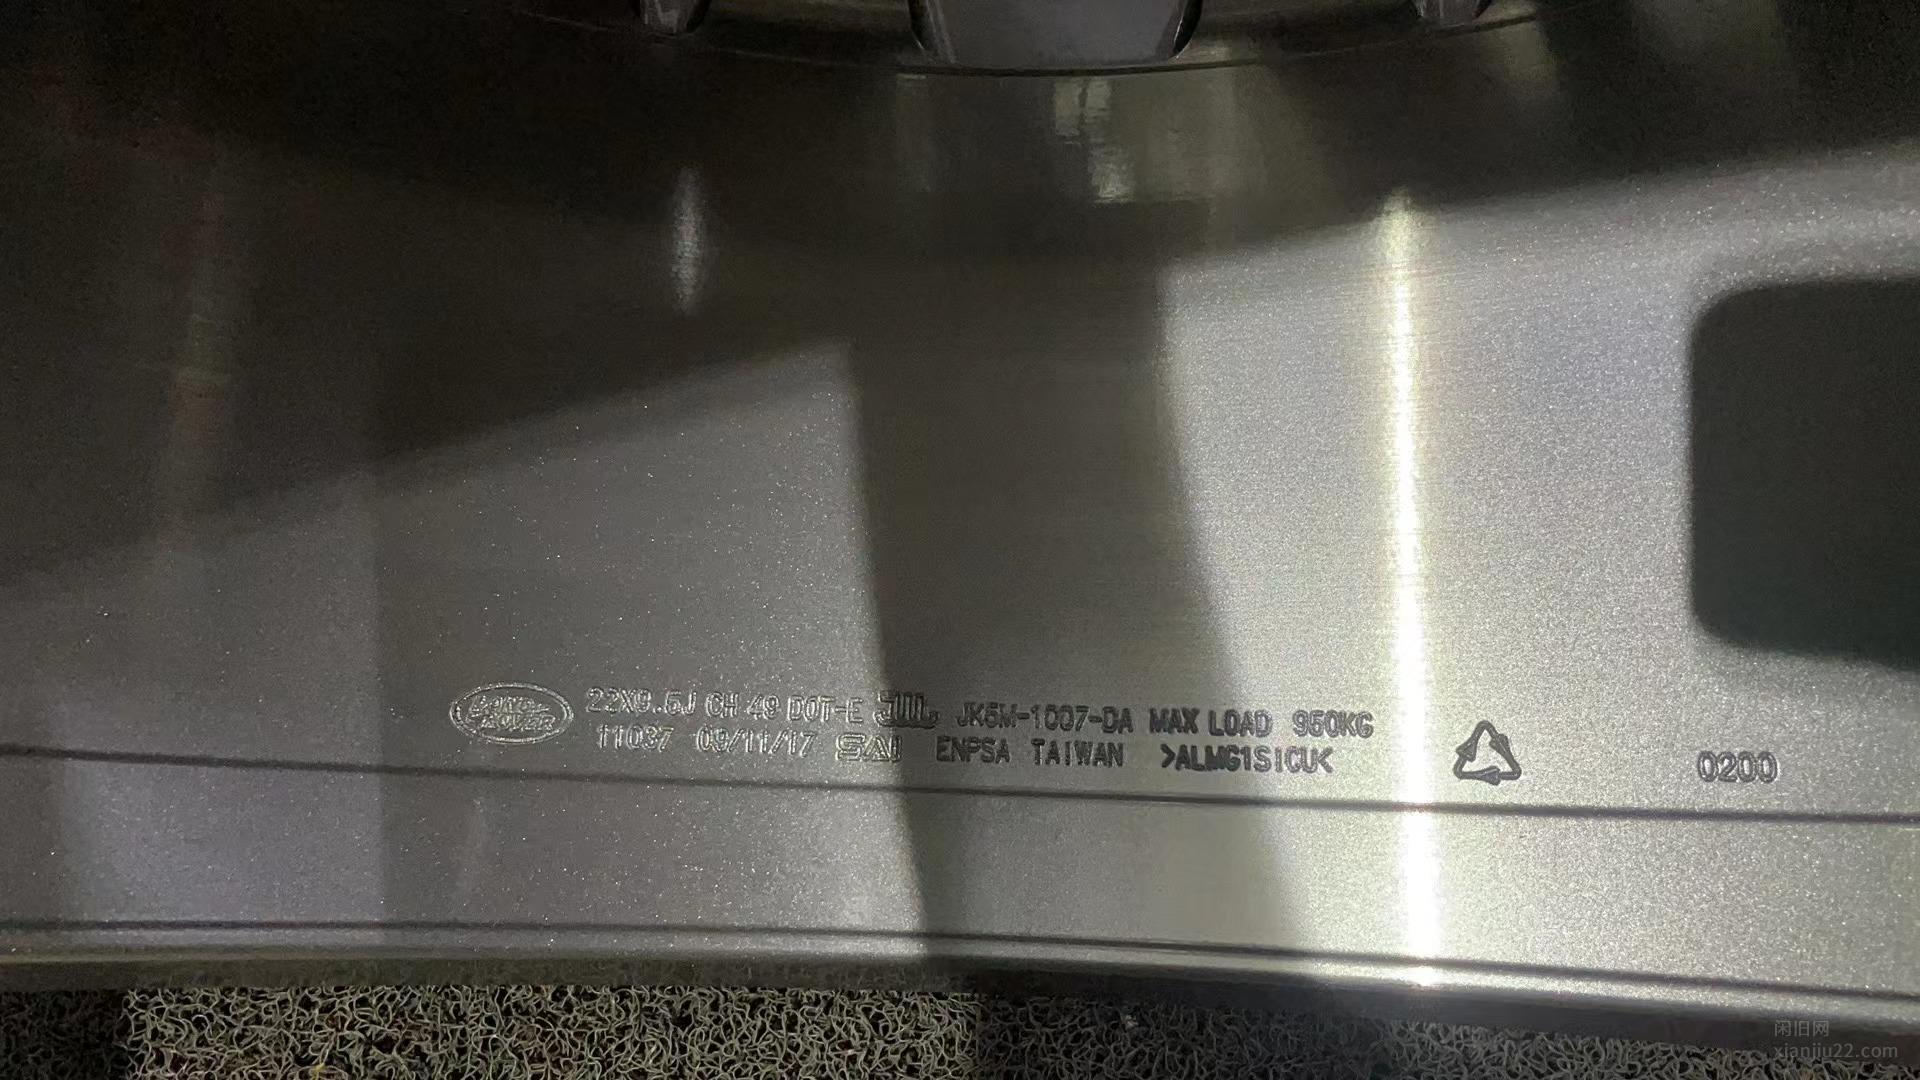 LAND ROVER
22X9.5J CH 49 DOT-E JWL JK5M-1007-DA MAX LOAD 950KG
11037 09/11/17 SAI ENPSA TAIWAN >ALMG1SICU<
0200
闲旧网
xianjiu22.com